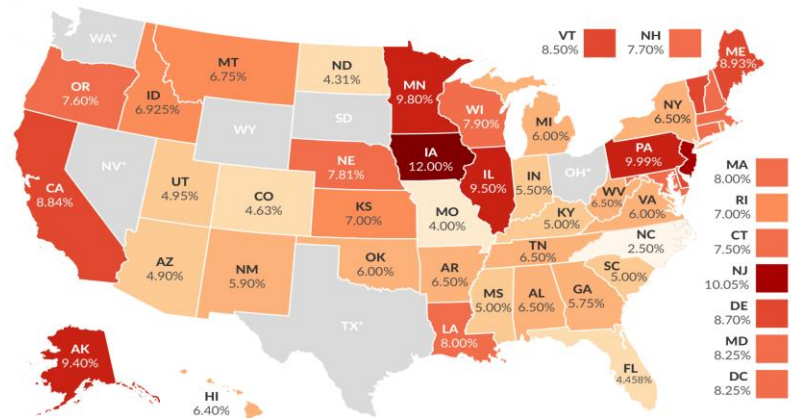 WA*
OR
7.60%
CA
8.84%
NV*
ID
6.925%
MT
6.75%
WY
UT
4.95%
AZ
4.90%
CO
4.63%
NM
5.90%
ND
4.31%
SD
NE
7.81%
KS
7.00%
OK
6.00%
TX*
MN
9.80%
IA
12.00%
MO
4.00%
AR
6.50%
LA
8.00%
WI
7.90%
IL
9.50%
MI
6.00%
IN
5.50%
OH*
KY
5.00%
TN
6.50%
MS
5.00%
AL
6.50%
GA
5.75%
FL
4.458%
SC
5.00%
NC
2.50%
VA
6.00%
WV
6.50%
PA
9.99%
NY
6.50%
ME
8.93%
VT
8.50%
NH
7.70%
MA
8.00%
RI
7.00%
CT
7.50%
NJ
10.05%
DE
8.70%
MD
8.25%
DC
8.25%
AK
9.40%
HI
6.40%